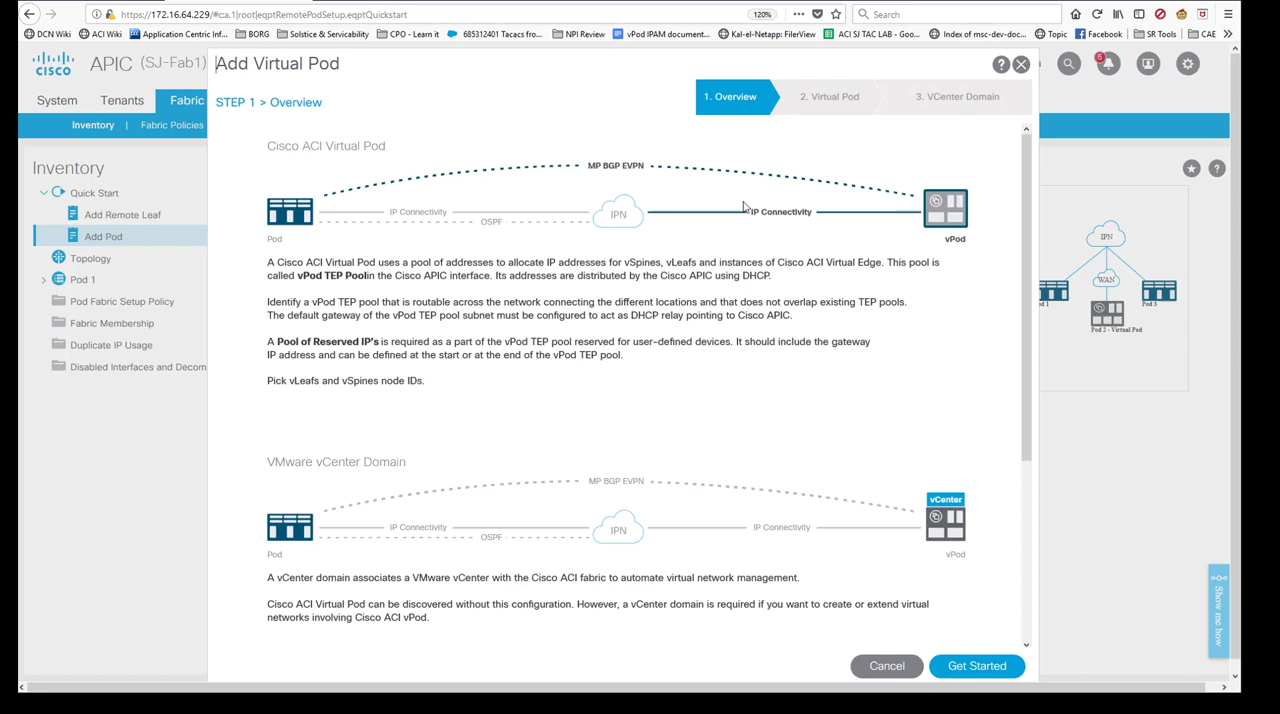 https://172.16.64.229/#ca.1|root|eqptRemotePodSetup,eqptQuickstart
120%
Search
DCN Wiki
ACI Wiki
Application Centric Inf...
BORG
Solstice & Servicability
CPO - Learn it
685312401 Tacacs fro...
NPI Review
vPod IPAM document...
Kal-el-Netapp: FilerView
ACI SJ TAC LAB - Goo...
Index of msc-dev-doc...
Topic
Facebook
SR Tools
CAE
CISCO
APIC (SJ-Fab1)
5
System
Tenants
Fabric
Inventory | Fabric Policies
Inventory
Quick Start
Add Remote Leaf
Add Pod
Topology
Pod 1
Pod Fabric Setup Policy
Fabric Membership
Duplicate IP Usage
Disabled Interfaces and Decom
Add Virtual Pod
STEP 1 > Overview
1. Overview
2. Virtual Pod
3. VCenter Domain
Cisco ACI Virtual Pod
MP BGP EVPN
IP Connectivity
OSPF
IPN
IP Connectivity
Pod
vPod
A Cisco ACI Virtual Pod uses a pool of addresses to allocate IP addresses for vSpines, vLeafs and instances of Cisco ACI Virtual Edge. This pool is
called vPod TEP Poolin the Cisco APIC interface. Its addresses are distributed by the Cisco APIC using DHCP.
Identify a vPod TEP pool that is routable across the network connecting the different locations and that does not overlap existing TEP pools.
The default gateway of the vPod TEP pool subnet must be configured to act as DHCP relay pointing to Cisco APIC.
A Pool of Reserved IP's is required as a part of the vPod TEP pool reserved for user-defined devices. It should include the gateway
IP address and can be defined at the start or at the end of the vPod TEP pool.
Pick vLeafs and vSpines node IDs.
VMware vCenter Domain
MP BGP EVPN
vCenter
IP Connectivity
OSPF
IPN
IP Connectivity
Pod
vPod
A vCenter domain associates a VMware vCenter with the Cisco ACI fabric to automate virtual network management.
Cisco ACI Virtual Pod can be discovered without this configuration. However, a vCenter domain is required if you want to create or extend virtual
networks involving Cisco ACI vPod.
Cancel
Get Started
IPN
WAN
d 1
Pod 3
Pod 2 - Virtual Pod
Show me how